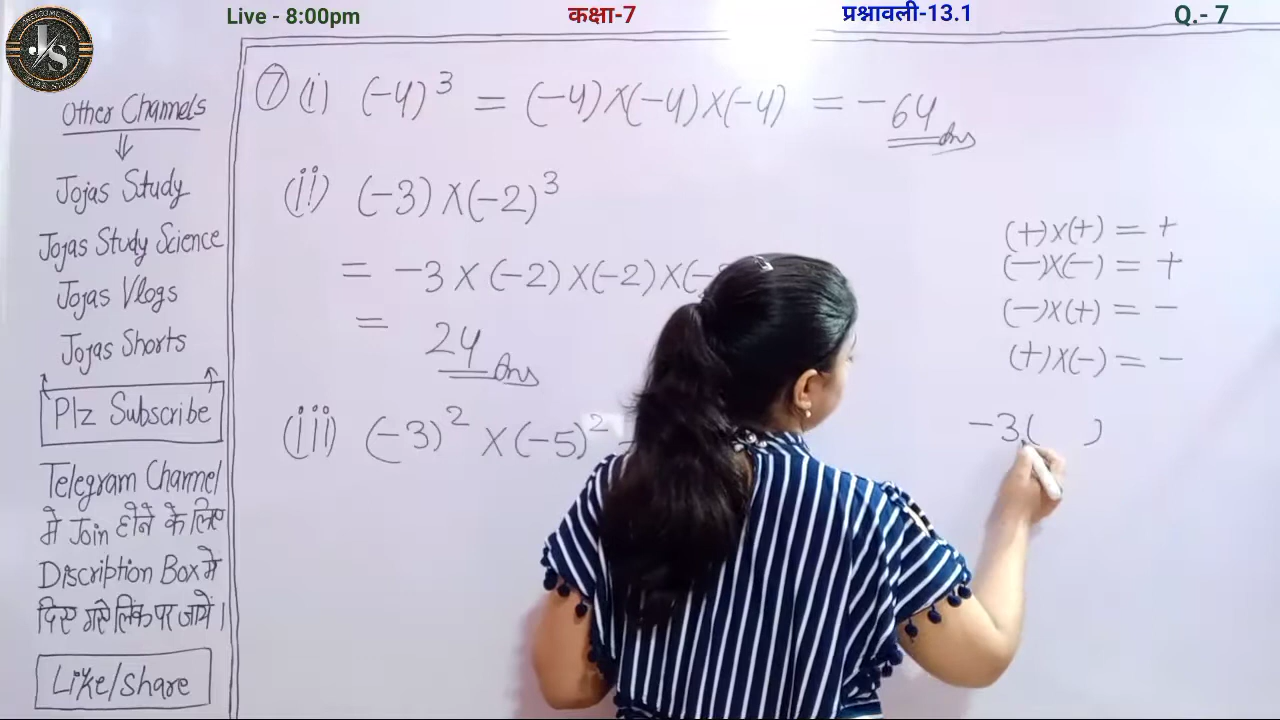 Live - 8:00pm कक्षा-7 प्रश्नावली-13.1 Q.- 7
J/S
Other Channels
⇓
Jojas Study
Jojas Study Science
Jojas Vlogs
Jojas Shorts
Plz Subscribe
Telegram Channel
मे Join होने के लिए
Discription Box मे
दिए गये लिंक पर जायें।
Like/share
⑦ (i) (-4)³ = (-4)×(-4)×(-4) = -64 Ans
(ii) (-3)×(-2)³
= -3×(-2)×(-2)×(-
= 24 Ans
(iii) (-3)²×(-5)²
(+)×(+) = +
(-)×(-) = +
(-)×(+) = -
(+)×(-) = -
-3( )